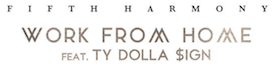 FIFTH HARMONY
WORK FROM HOME
FEAT. TY DOLLA $IGN